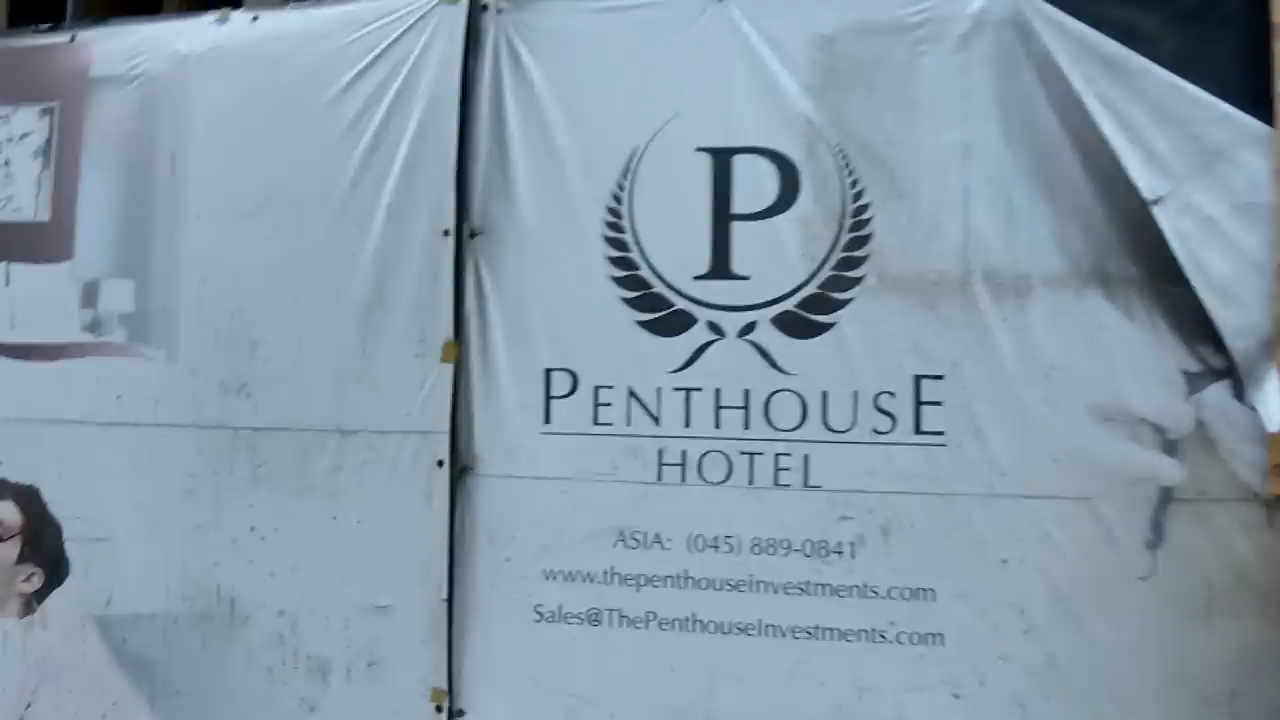 P
PENTHOUSE
HOTEL
ASIA: (045) 889-0841
www.thepenthouseinvestments.com
Sales@ThePenthouseInvestments.com